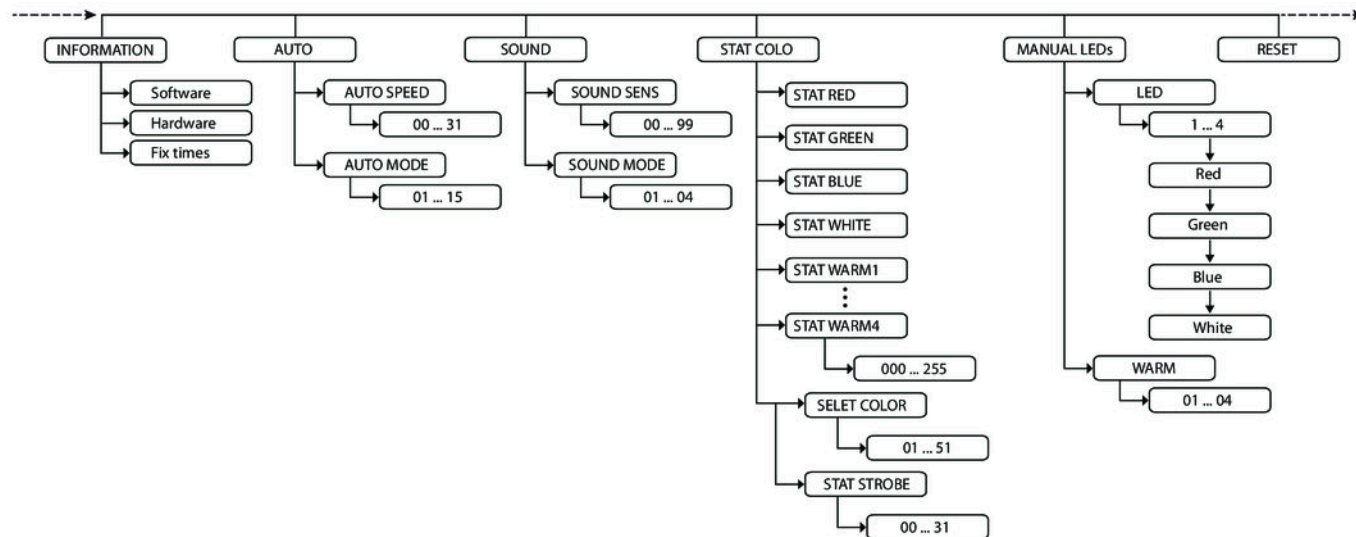 INFORMATION
Software
Hardware
Fix times
AUTO
AUTO SPEED
00 ... 31
AUTO MODE
01 ... 15
SOUND
SOUND SENS
00 ... 99
SOUND MODE
01 ... 04
STAT COLO
STAT RED
STAT GREEN
STAT BLUE
STAT WHITE
STAT WARM1
STAT WARM4
000 ... 255
SELET COLOR
01 ... 51
STAT STROBE
00 ... 31
MANUAL LEDs
LED
1 ... 4
Red
Green
Blue
White
WARM
01 ... 04
RESET